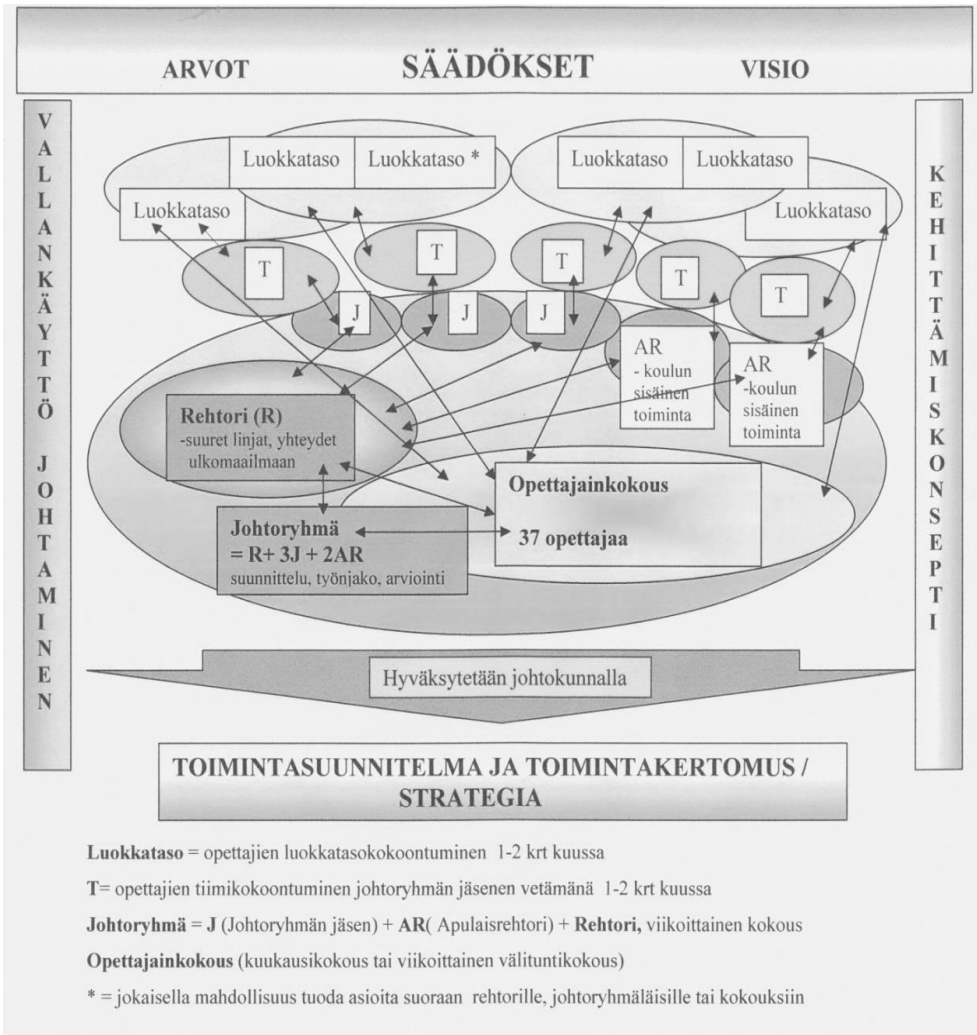 ARVOT SÄÄDÖKSET VISIO
VALLANKÄYTTÖ JOHTAMINEN
KEHITTÄMISKONSEPTI
Luokkataso
Luokkataso *
Luokkataso
Luokkataso
Luokkataso
Luokkataso
T
T
T
T
T
J
J
J
AR
- koulun
sisäinen
toiminta
AR
-koulun
sisäinen
toiminta
Rehtori (R)
-suuret linjat, yhteydet
ulkomaailmaan
Opettajainkokous
37 opettajaa
Johtoryhmä
= R+ 3J + 2AR
suunnittelu, työnjako, arviointi
Hyväksytetään johtokunnalla
TOIMINTASUUNNITELMA JA TOIMINTAKERTOMUS /
STRATEGIA
Luokkataso = opettajien luokkatasokokoontuminen 1-2 krt kuussa
T= opettajien tiimikokoontuminen johtoryhmän jäsenen vetämänä 1-2 krt kuussa
Johtoryhmä = J (Johtoryhmän jäsen) + AR( Apulaisrehtori) + Rehtori, viikoittainen kokous
Opettajainkokous (kuukausikokous tai viikoittainen välituntikokous)
* = jokaisella mahdollisuus tuoda asioita suoraan rehtorille, johtoryhmäläisille tai kokouksiin